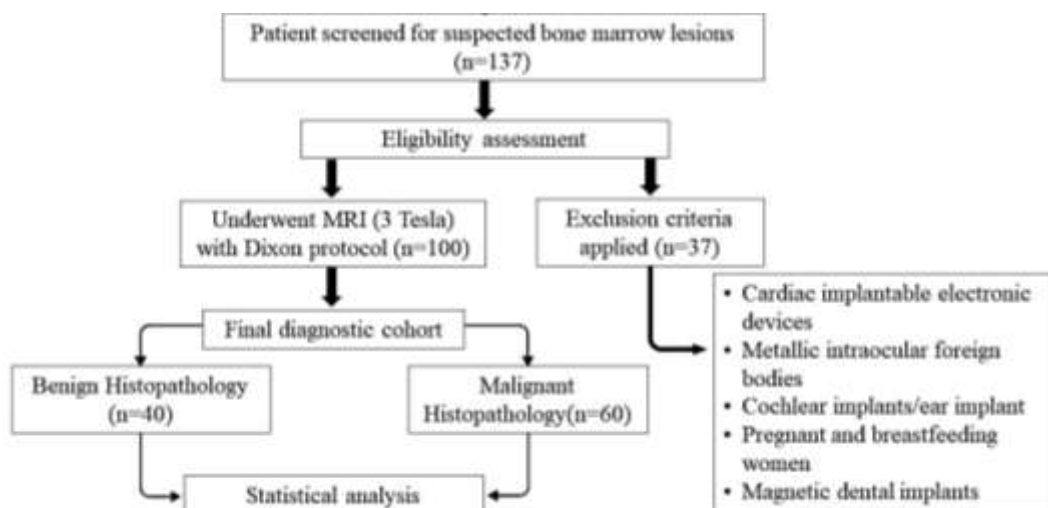 Patient screened for suspected bone marrow lesions
(n=137)
Eligibility assessment
Underwent MRI (3 Tesla)
with Dixon protocol (n=100)
Exclusion criteria
applied (n=37)
• Cardiac implantable electronic
devices
• Metallic intraocular foreign
bodies
• Cochlear implants/ear implant
• Pregnant and breastfeeding
women
• Magnetic dental implants
Final diagnostic cohort
Benign Histopathology
(n=40)
Malignant
Histopathology(n=60)
Statistical analysis